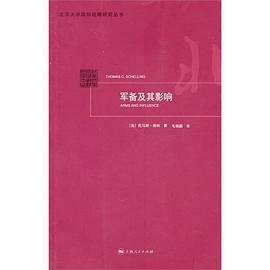 北京大学国际战略研究丛书
THOMAS C. SCHELLING
军备及其影响
ARMS AND INFLUENCE
[美] 托马斯·谢林 著 毛瑞鹏 译
上海人民出版社